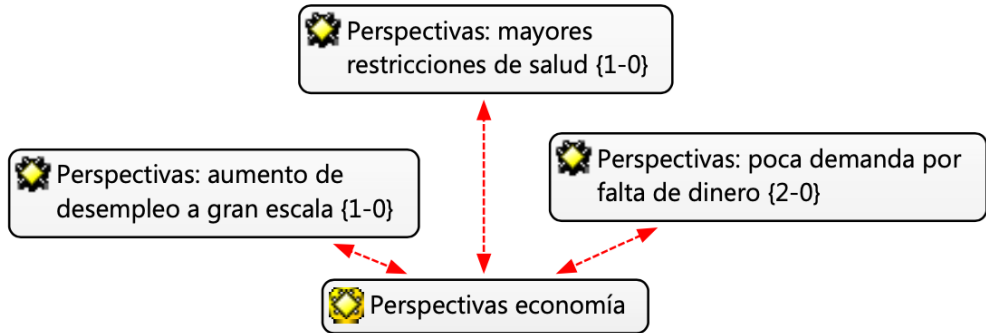 Perspectivas: mayores
restricciones de salud {1-0}
Perspectivas: aumento de
desempleo a gran escala {1-0}
Perspectivas: poca demanda por
falta de dinero {2-0}
Perspectivas economía